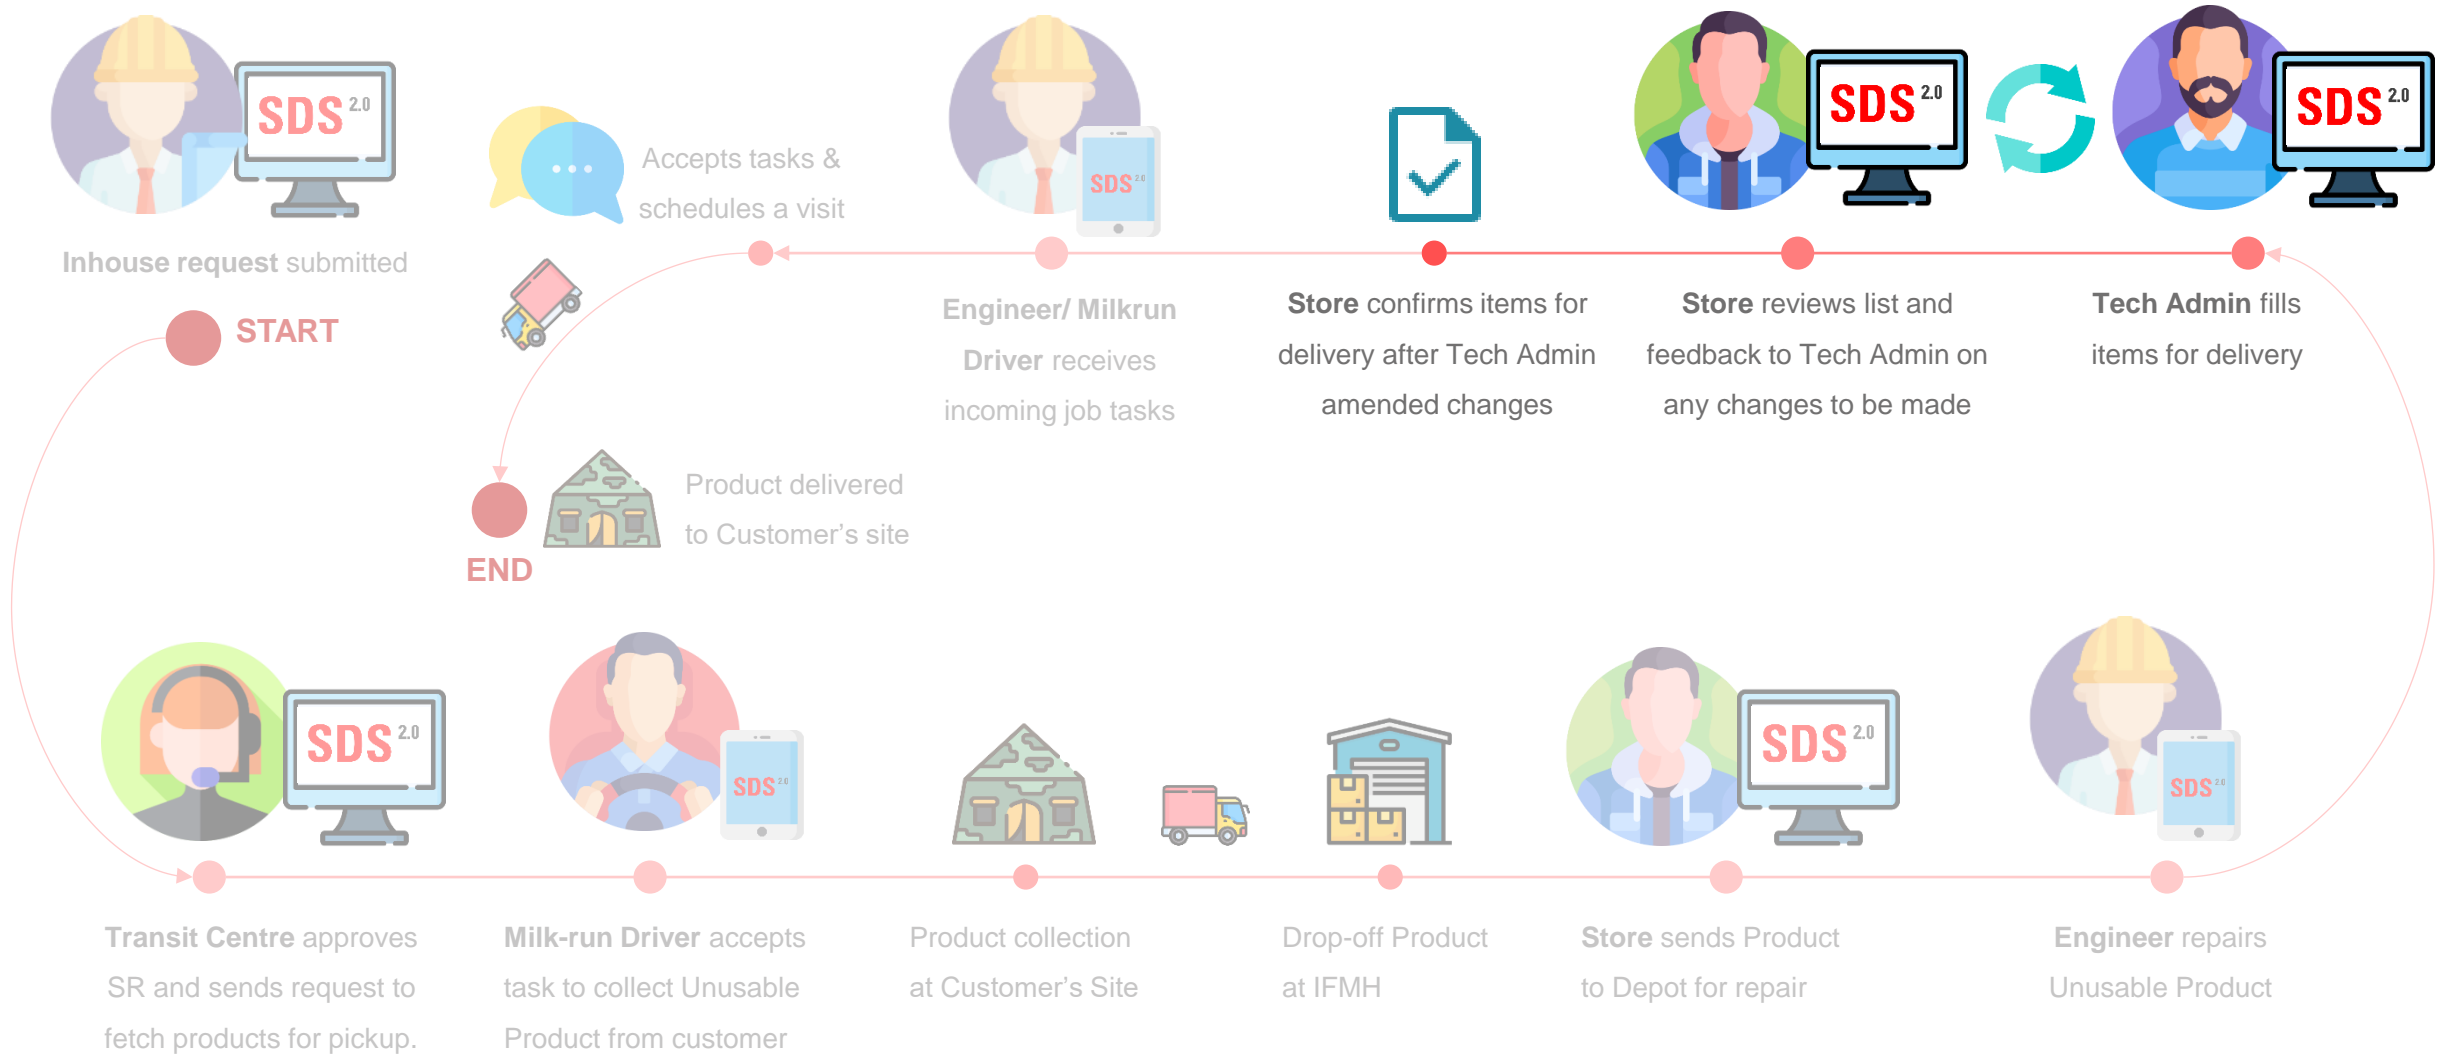 SDS 2.0
Inhouse request submitted
START
Accepts tasks &
schedules a visit
SDS 2.0
Engineer/ Milkrun
Driver receives
incoming job tasks
Store confirms items for
delivery after Tech Admin
amended changes
SDS 2.0
Store reviews list and
feedback to Tech Admin on
any changes to be made
SDS 2.0
Tech Admin fills
items for delivery
Product delivered
to Customer’s site
END
SDS 2.0
Transit Centre approves
SR and sends request to
fetch products for pickup.
SDS 2.0
Milk-run Driver accepts
task to collect Unusable
Product from customer
Product collection
at Customer’s Site
Drop-off Product
at IFMH
SDS 2.0
Store sends Product
to Depot for repair
SDS 2.0
Engineer repairs
Unusable Product